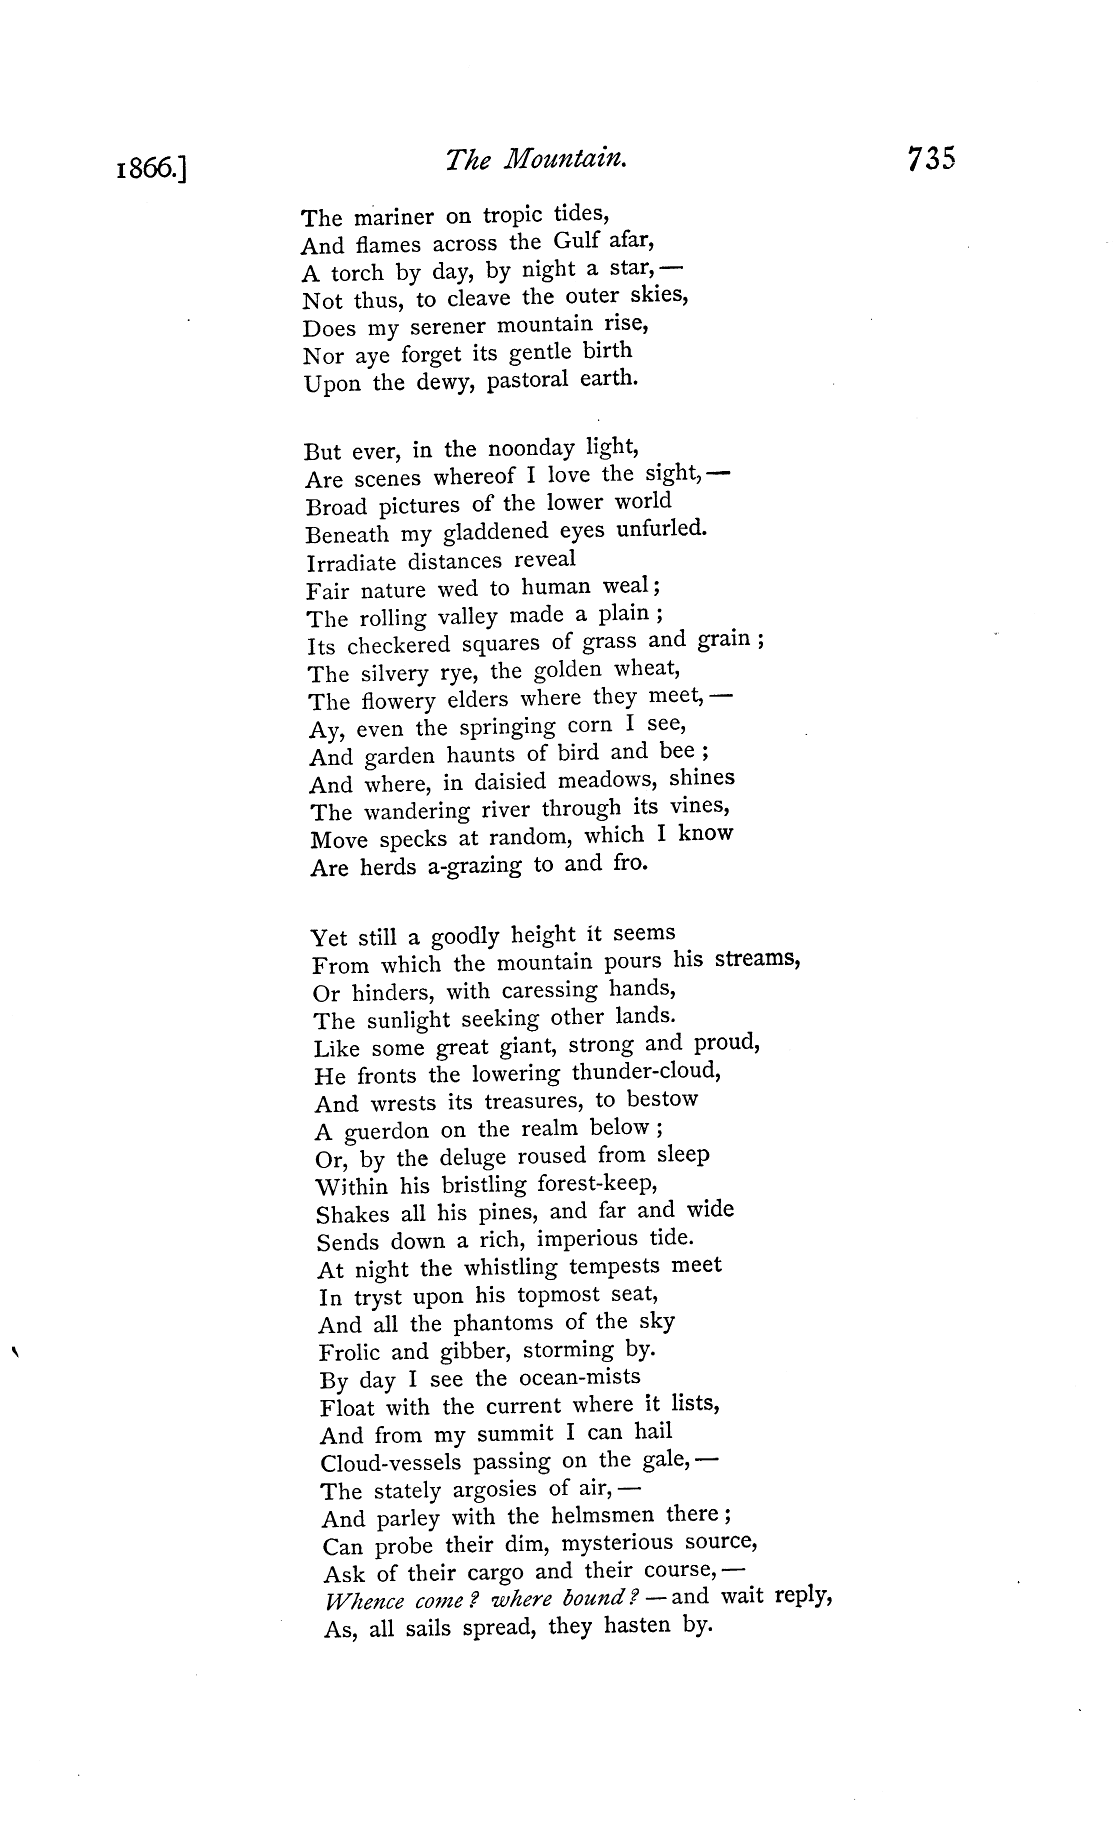 1866.] The Mountain. 735
The mariner on tropic tides,
And flames across the Gulf afar,
A torch by day, by night a star, —
Not thus, to cleave the outer skies,
Does my serener mountain rise,
Nor aye forget its gentle birth
Upon the dewy, pastoral earth.
But ever, in the noonday light,
Are scenes whereof I love the sight, —
Broad pictures of the lower world
Beneath my gladdened eyes unfurled.
Irradiate distances reveal
Fair nature wed to human weal ;
The rolling valley made a plain ;
Its checkered squares of grass and grain ;
The silvery rye, the golden wheat,
The flowery elders where they meet, —
Ay, even the springing corn I see,
And garden haunts of bird and bee ;
And where, in daisied meadows, shines
The wandering river through its vines,
Move specks at random, which I know
Are herds a-grazing to and fro.
Yet still a goodly height it seems
From which the mountain pours his streams,
Or hinders, with caressing hands,
The sunlight seeking other lands.
Like some great giant, strong and proud,
He fronts the lowering thunder-cloud,
And wrests its treasures, to bestow
A guerdon on the realm below ;
Or, by the deluge roused from sleep
Within his bristling forest-keep,
Shakes all his pines, and far and wide
Sends down a rich, imperious tide.
At night the whistling tempests meet
In tryst upon his topmost seat,
And all the phantoms of the sky
Frolic and gibber, storming by.
By day I see the ocean-mists
Float with the current where it lists,
And from my summit I can hail
Cloud-vessels passing on the gale, —
The stately argosies of air, —
And parley with the helmsmen there ;
Can probe their dim, mysterious source,
Ask of their cargo and their course, —
Whence come ? where bound ? — and wait reply,
As, all sails spread, they hasten by.